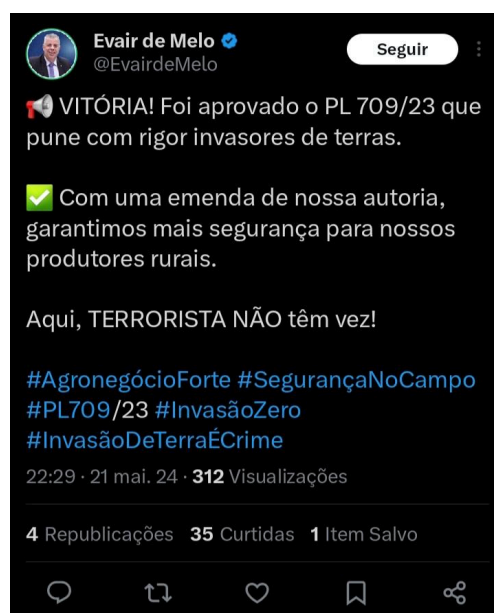 Evair de Melo
Seguir
@EvairdeMelo
VITÓRIA! Foi aprovado o PL 709/23 que
pune com rigor invasores de terras.
Com uma emenda de nossa autoria,
garantimos mais segurança para nossos
produtores rurais.
Aqui, TERRORISTA NÃO têm vez!
#AgronegócioForte #SegurançaNoCampo
#PL709/23 #InvasãoZero
#InvasãoDeTerraÉCrime
22:29 · 21 mai. 24 · 312 Visualizações
4 Republicações 35 Curtidas 1 Item Salvo